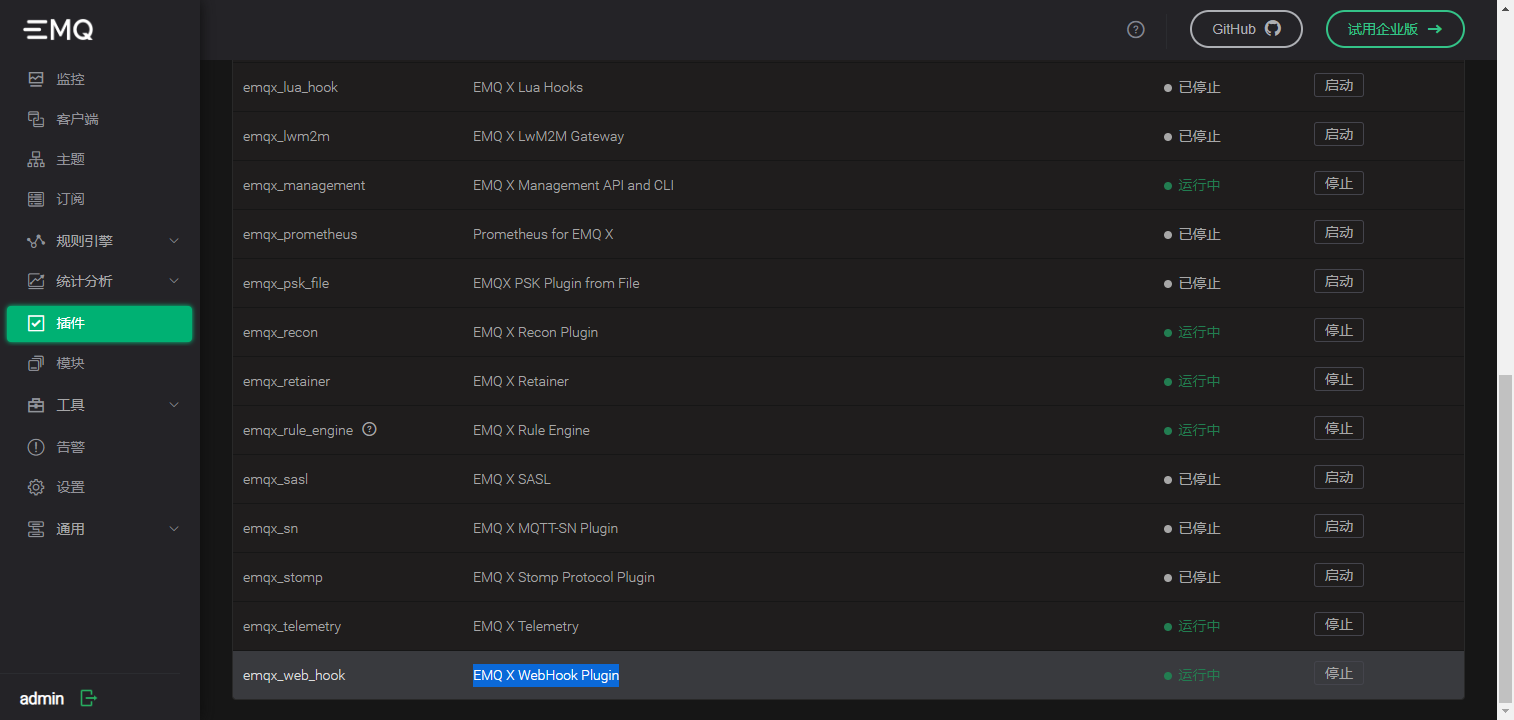 EMQ
GitHub
试用企业版
监控
客户端
主题
订阅
规则引擎
统计分析
插件
模块
工具
告警
设置
通用
admin
emqx_lua_hook EMQ X Lua Hooks 已停止 启动
emqx_lwm2m EMQ X LwM2M Gateway 已停止 启动
emqx_management EMQ X Management API and CLI 运行中 停止
emqx_prometheus Prometheus for EMQ X 已停止 启动
emqx_psk_file EMQX PSK Plugin from File 已停止 启动
emqx_recon EMQ X Recon Plugin 运行中 停止
emqx_retainer EMQ X Retainer 运行中 停止
emqx_rule_engine EMQ X Rule Engine 运行中 停止
emqx_sasl EMQ X SASL 已停止 启动
emqx_sn EMQ X MQTT-SN Plugin 已停止 启动
emqx_stomp EMQ X Stomp Protocol Plugin 已停止 启动
emqx_telemetry EMQ X Telemetry 运行中 停止
emqx_web_hook EMQ X WebHook Plugin 运行中 停止